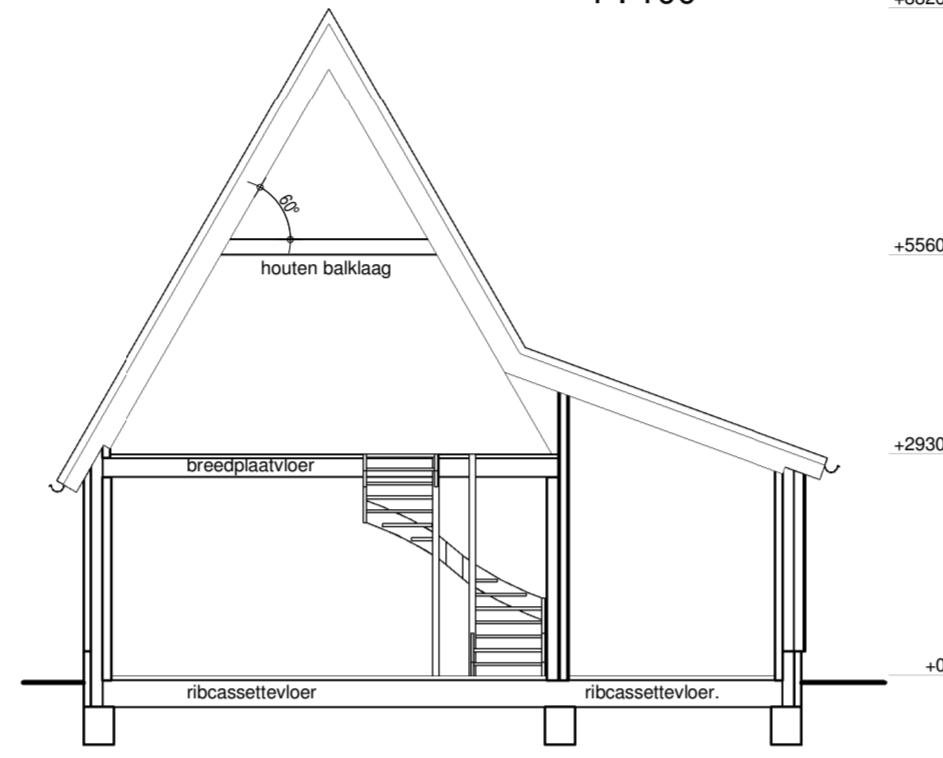 60°
+5560
houten balklaag
+2930
breedplaatvloer
+0
ribcassettevloer
ribcassettevloer.